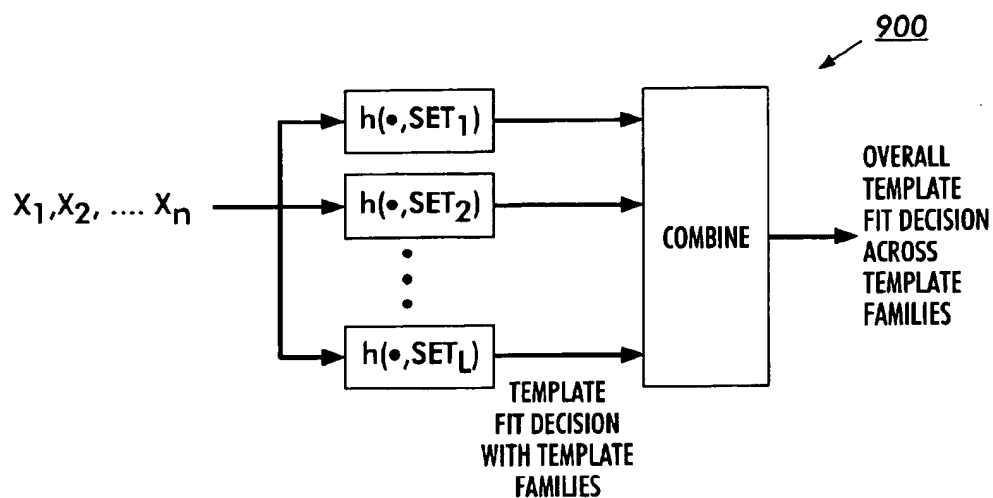 900
h(•,SET1)
X1,X2, .... Xn
h(•,SET2)
COMBINE
h(•,SETL)
OVERALL
TEMPLATE
FIT DECISION
ACROSS
TEMPLATE
FAMILIES
TEMPLATE
FIT DECISION
WITH TEMPLATE
FAMILIES